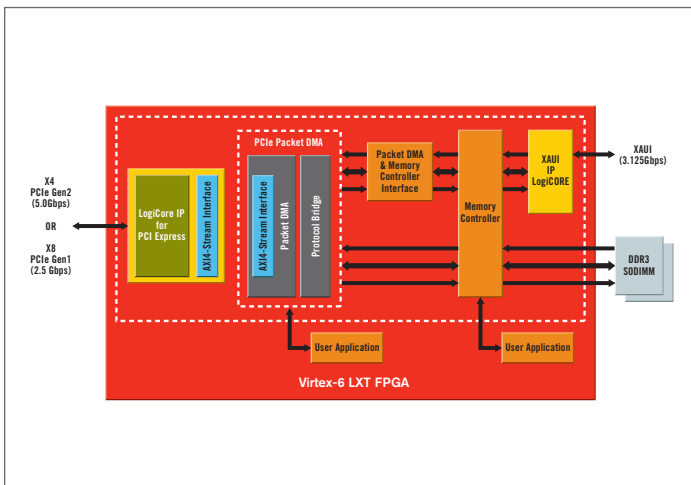 X4
PCIe Gen2
(5.0Gbps)
OR
X8
PCIe Gen1
(2.5 Gbps)
LogiCore IP
for
PCI Express
AXI4-Stream Interface
PCIe Packet DMA
AXI4-Stream Interface
Packet DMA
Protocol Bridge
Packet DMA
& Memory
Controller
Interface
Memory
Controller
XAUI
IP
LogiCORE
XAUI
(3.125Gbps)
DDR3
SODIMM
User Application
User Application
Virtex-6 LXT FPGA